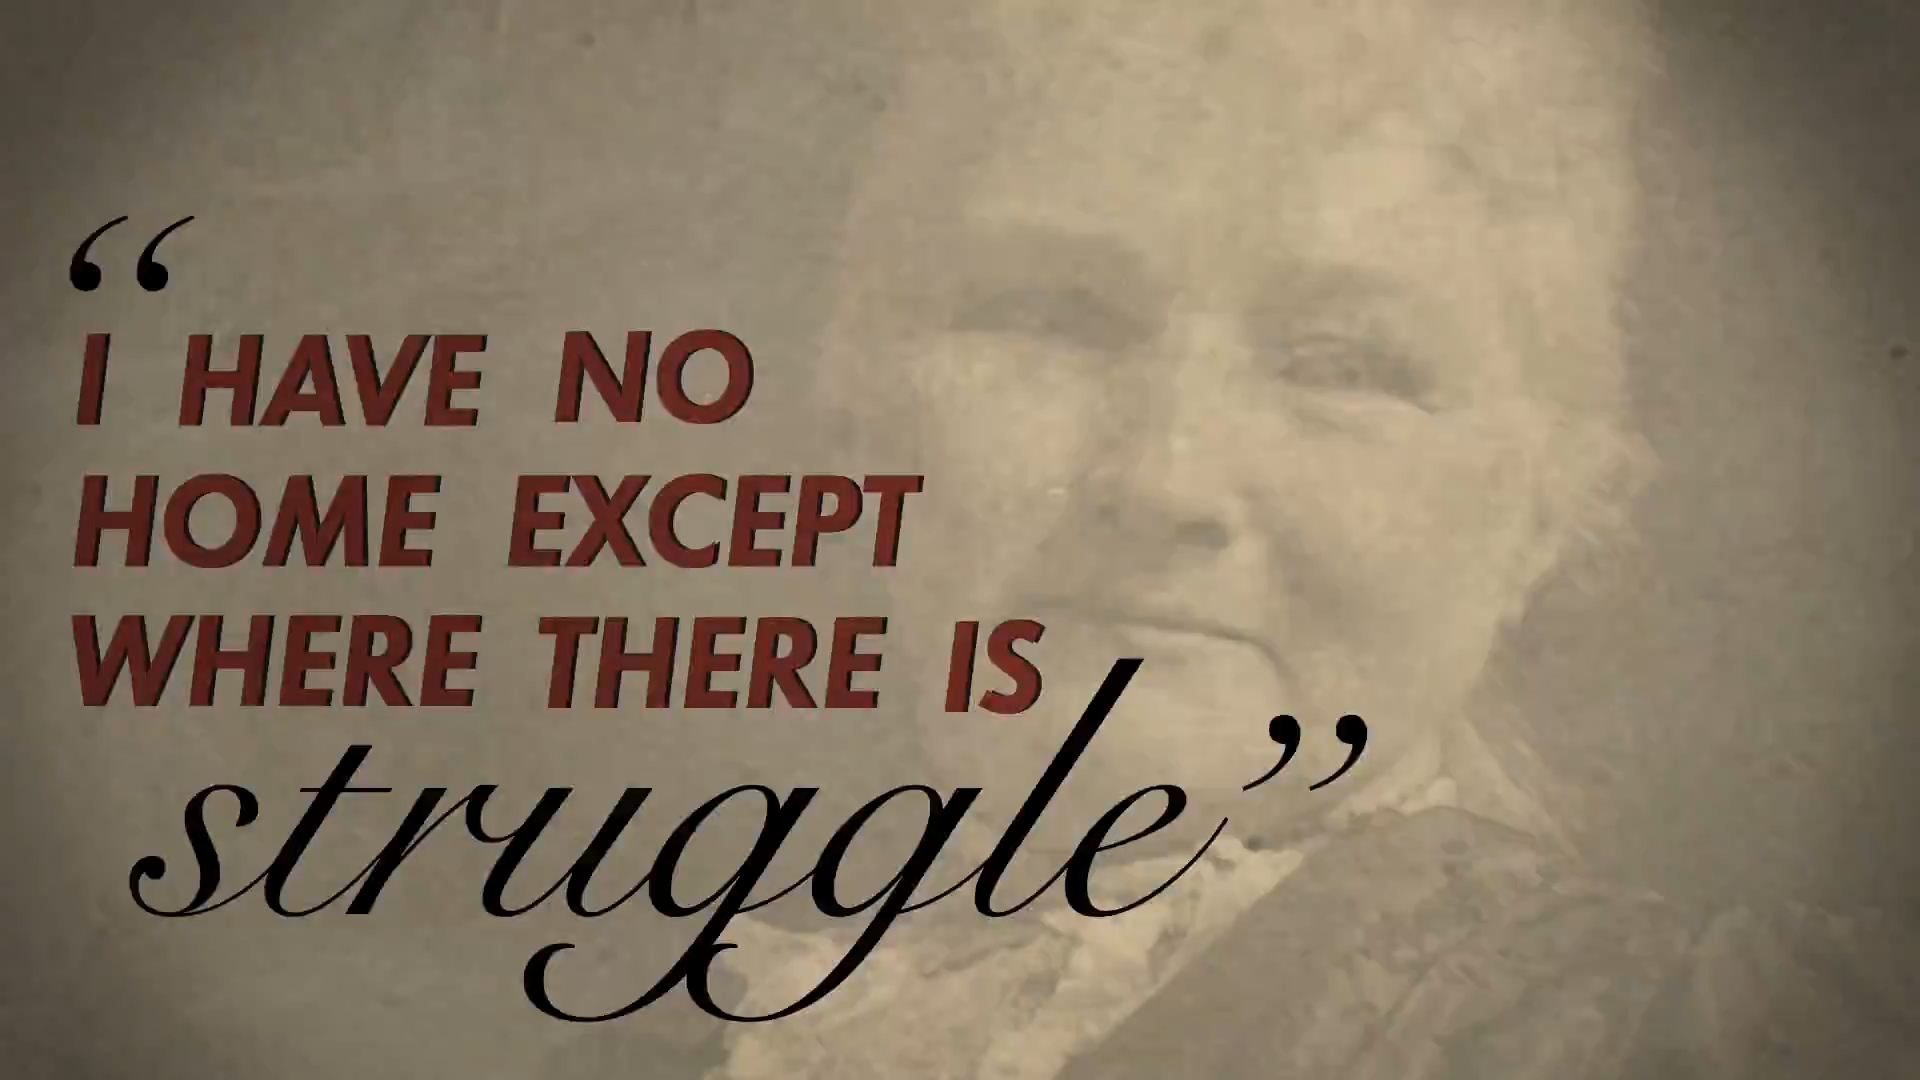 “
I HAVE NO
HOME EXCEPT
WHERE THERE IS
struggle”